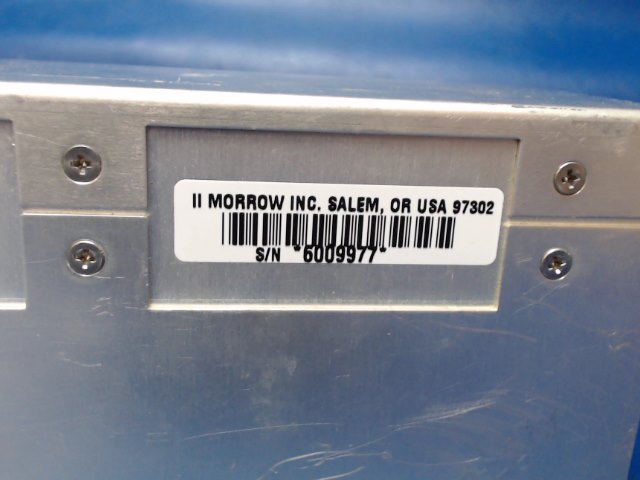 II MORROW INC. SALEM, OR USA 97302
S/N *6009977*